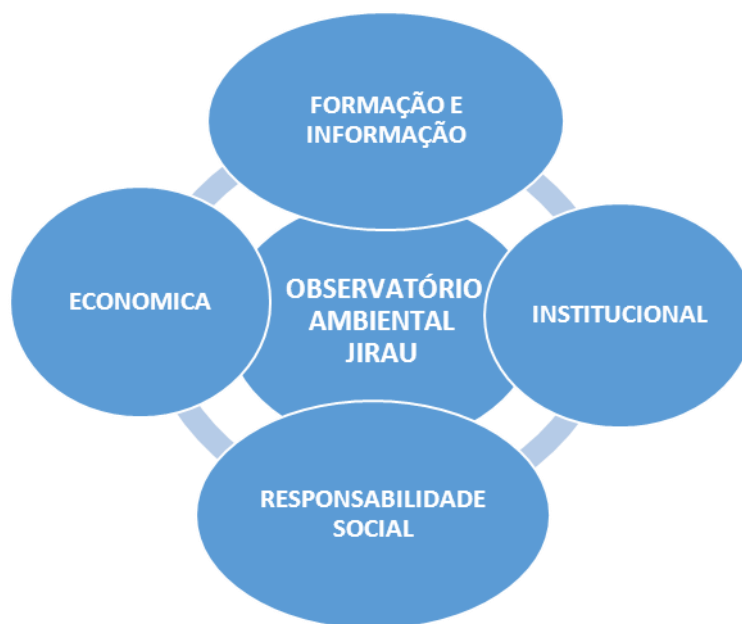 FORMAÇÃO E
INFORMAÇÃO
ECONOMICA
OBSERVATÓRIO
AMBIENTAL
JIRAU
INSTITUCIONAL
RESPONSABILIDADE
SOCIAL